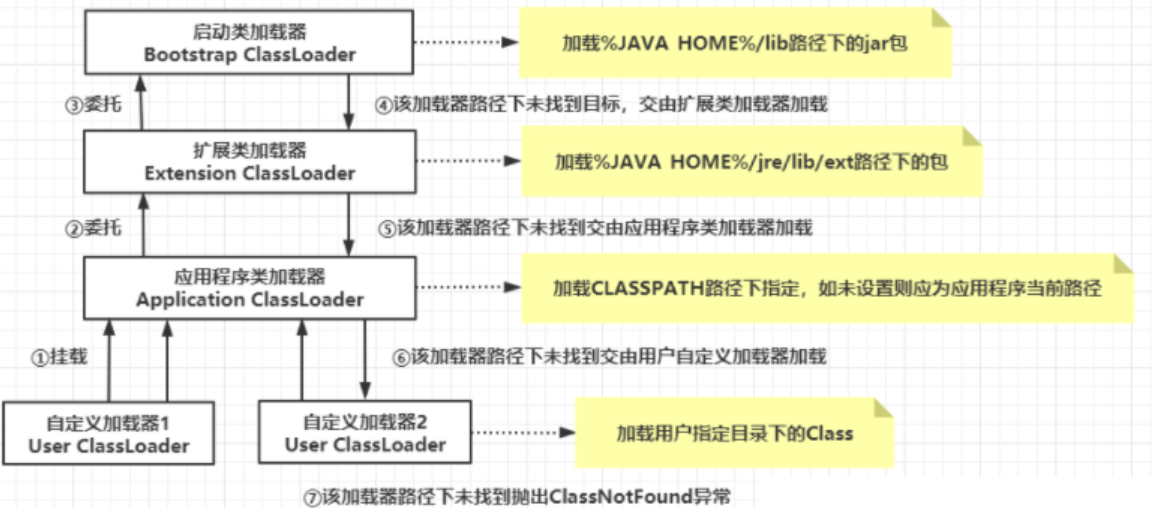 启动类加载器
Bootstrap ClassLoader
加载%JAVA HOME%/lib路径下的jar包
③委托
④该加载器路径下未找到目标，交由扩展类加载器加载
扩展类加载器
Extension ClassLoader
加载%JAVA HOME%/jre/lib/ext路径下的包
②委托
⑤该加载器路径下未找到交由应用程序类加载器加载
应用程序类加载器
Application ClassLoader
加载CLASSPATH路径下指定，如未设置则应为应用程序当前路径
①挂载
⑥该加载器路径下未找到交由用户自定义加载器加载
自定义加载器1
User ClassLoader
自定义加载器2
User ClassLoader
加载用户指定目录下的Class
⑦该加载器路径下未找到抛出ClassNotFound异常